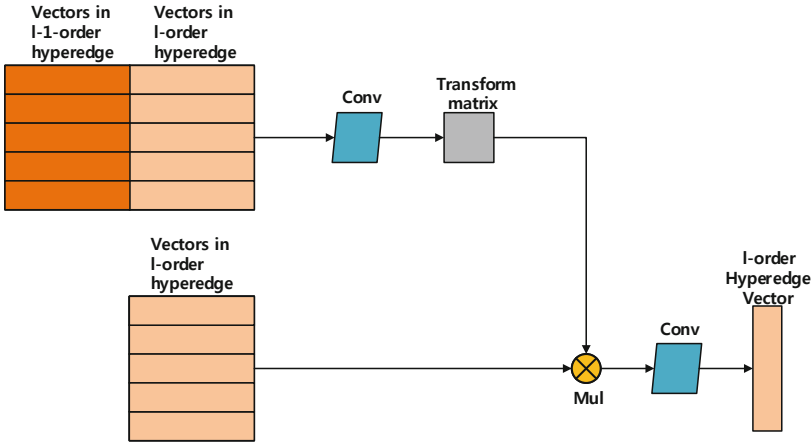 Vectors in
l-1-order
hyperedge
Vectors in
l-order
hyperedge
Conv
Transform
matrix
Vectors in
l-order
hyperedge
l-order
Hyperedge
Vector
Conv
Mul